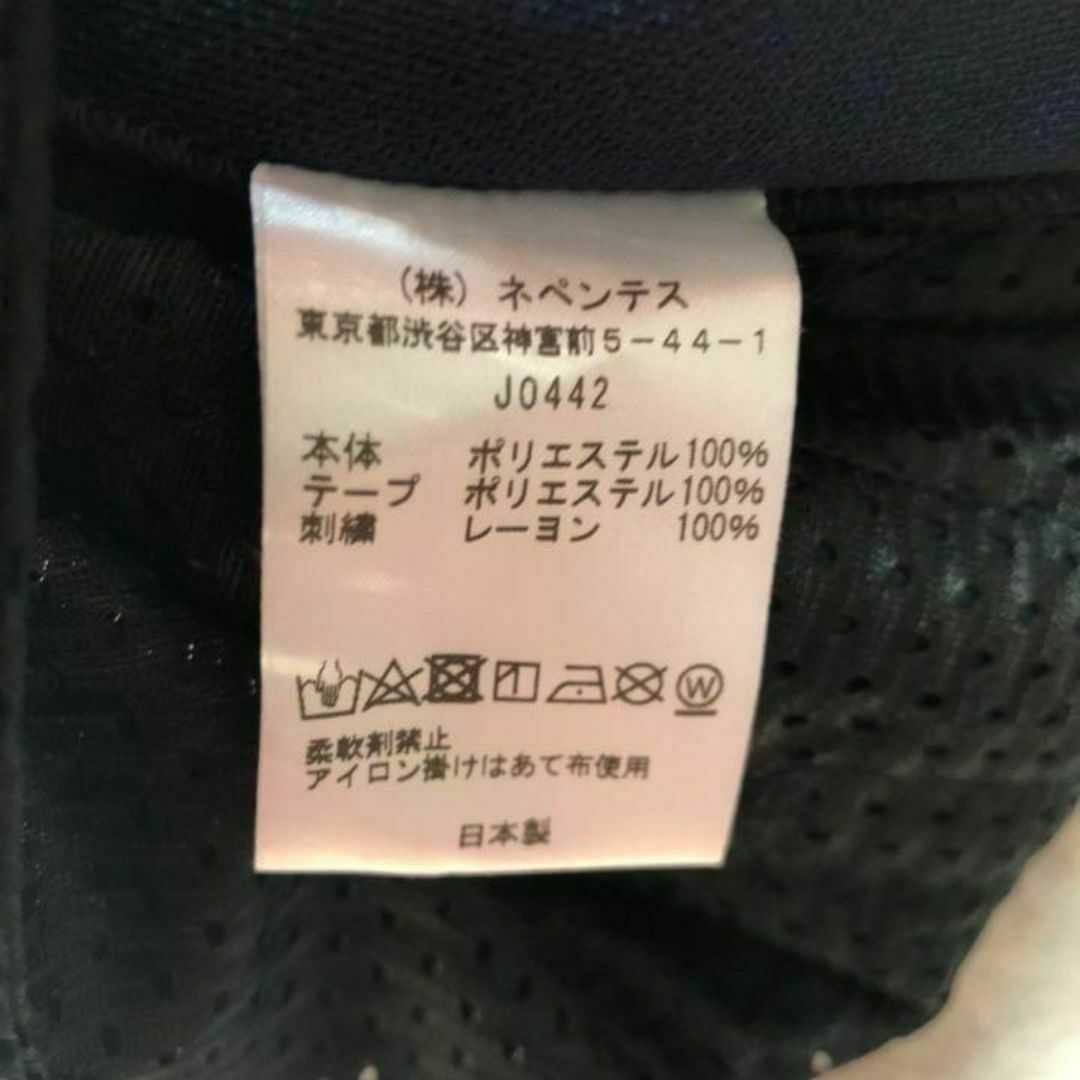 (株) ネペンテス
東京都渋谷区神宮前5-44-1
J0442
本体 ポリエステル100%
テープ ポリエステル100%
刺繍 レーヨン 100%
W
柔軟剤禁止
アイロン掛けはあて布使用
日本製